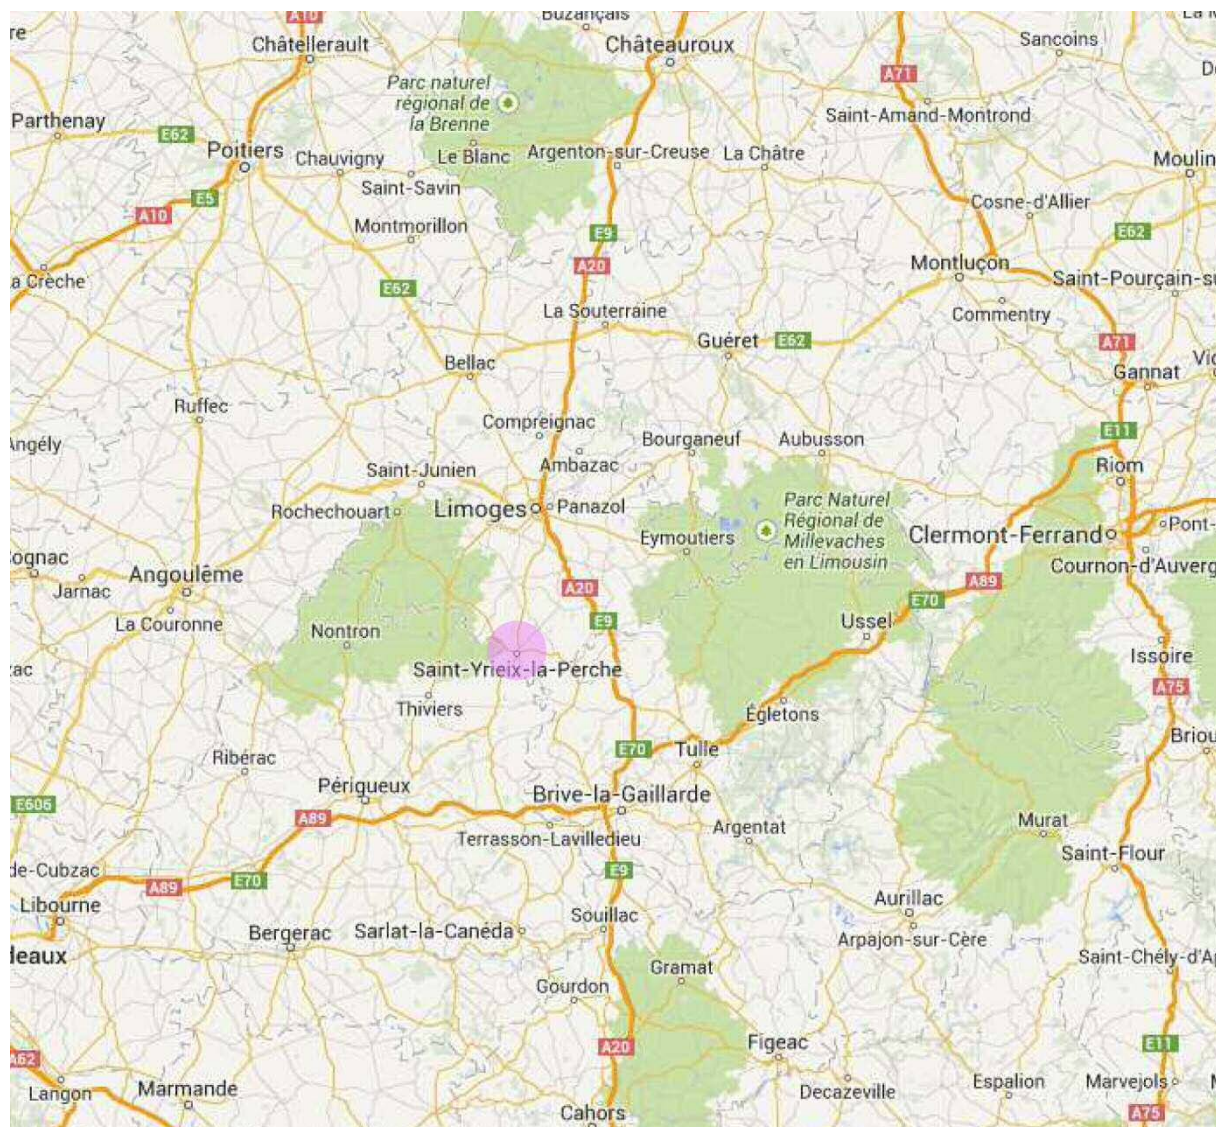 A10
Buzançais
Châtellerault
Châteauroux
Sancoins
A71
Parc naturel
régional de
la Brenne
Saint-Amand-Montrond
Parthenay
E62
Poitiers
Chauvigny
Le Blanc
Argenton-sur-Creuse
La Châtre
Moulin
Saint-Savin
E5
A10
Montmorillon
Cosne-d'Allier
E9
E62
A20
Montluçon
a Crèche
E62
Saint-Pourçain-su
La Souterraine
Commentry
Guéret
E62
A71
Bellac
Vic
Gannat
Ruffec
Compreignac
E11
Angély
Bourganeuf
Aubusson
Saint-Junien
Ambazac
Riom
Rochechouart
Limoges
Panazol
Parc Naturel
Régional de
Millevaches
en Limousin
Eymoutiers
Clermont-Ferrand
Pont-
ognac
Jarnac
Angoulême
A20
A89
Cournon-d'Auverg
E70
La Couronne
E9
Ussel
Nontron
Issoire
zac
Saint-Yrieix-la-Perche
A75
Thiviers
Égletons
E70
Tulle
Briou
Ribérac
Périgueux
Brive-la-Gaillarde
E606
A89
Murat
Terrasson-Lavilledieu
Argentat
Saint-Flour
de-Cubzac
E9
A89
E70
Libourne
Aurillac
Souillac
Bergerac
Sarlat-la-Canéda
Arpajon-sur-Cère
deaux
Gramat
Saint-Chély-d'Ap
Gourdon
A62
A20
Figeac
E11
Langon
Marmande
Decazeville
Espalion
Marvejols
Cahors
A75